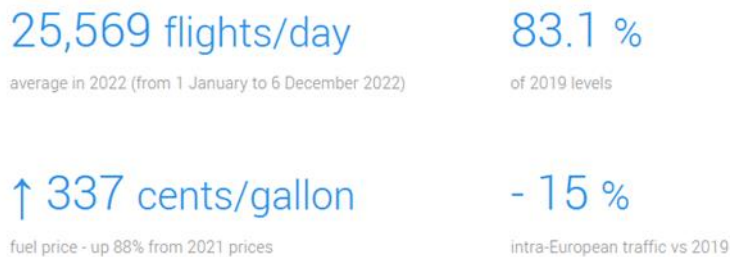 25,569 flights/day
average in 2022 (from 1 January to 6 December 2022)
83.1 %
of 2019 levels
↑ 337 cents/gallon
fuel price - up 88% from 2021 prices
- 15 %
intra-European traffic vs 2019